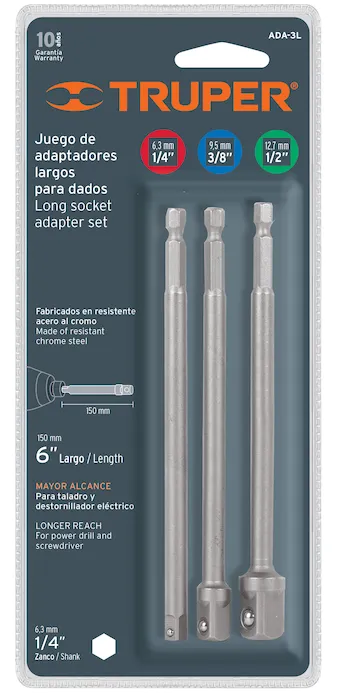 10 años
Garantía
Warranty
ADA-3L
TRUPER®
Juego de
adaptadores
largos
para dados
Long socket
adapter set
6,3 mm
1/4”
9,5 mm
3/8”
12,7 mm
1/2”
Fabricados en resistente
acero al cromo
Made of resistant
chrome steel
150 mm
150 mm
6” Largo / Length
MAYOR ALCANCE
Para taladro y
destornillador eléctrico
LONGER REACH
For power drill and
screwdriver
6,3 mm
1/4”
Zanco / Shank